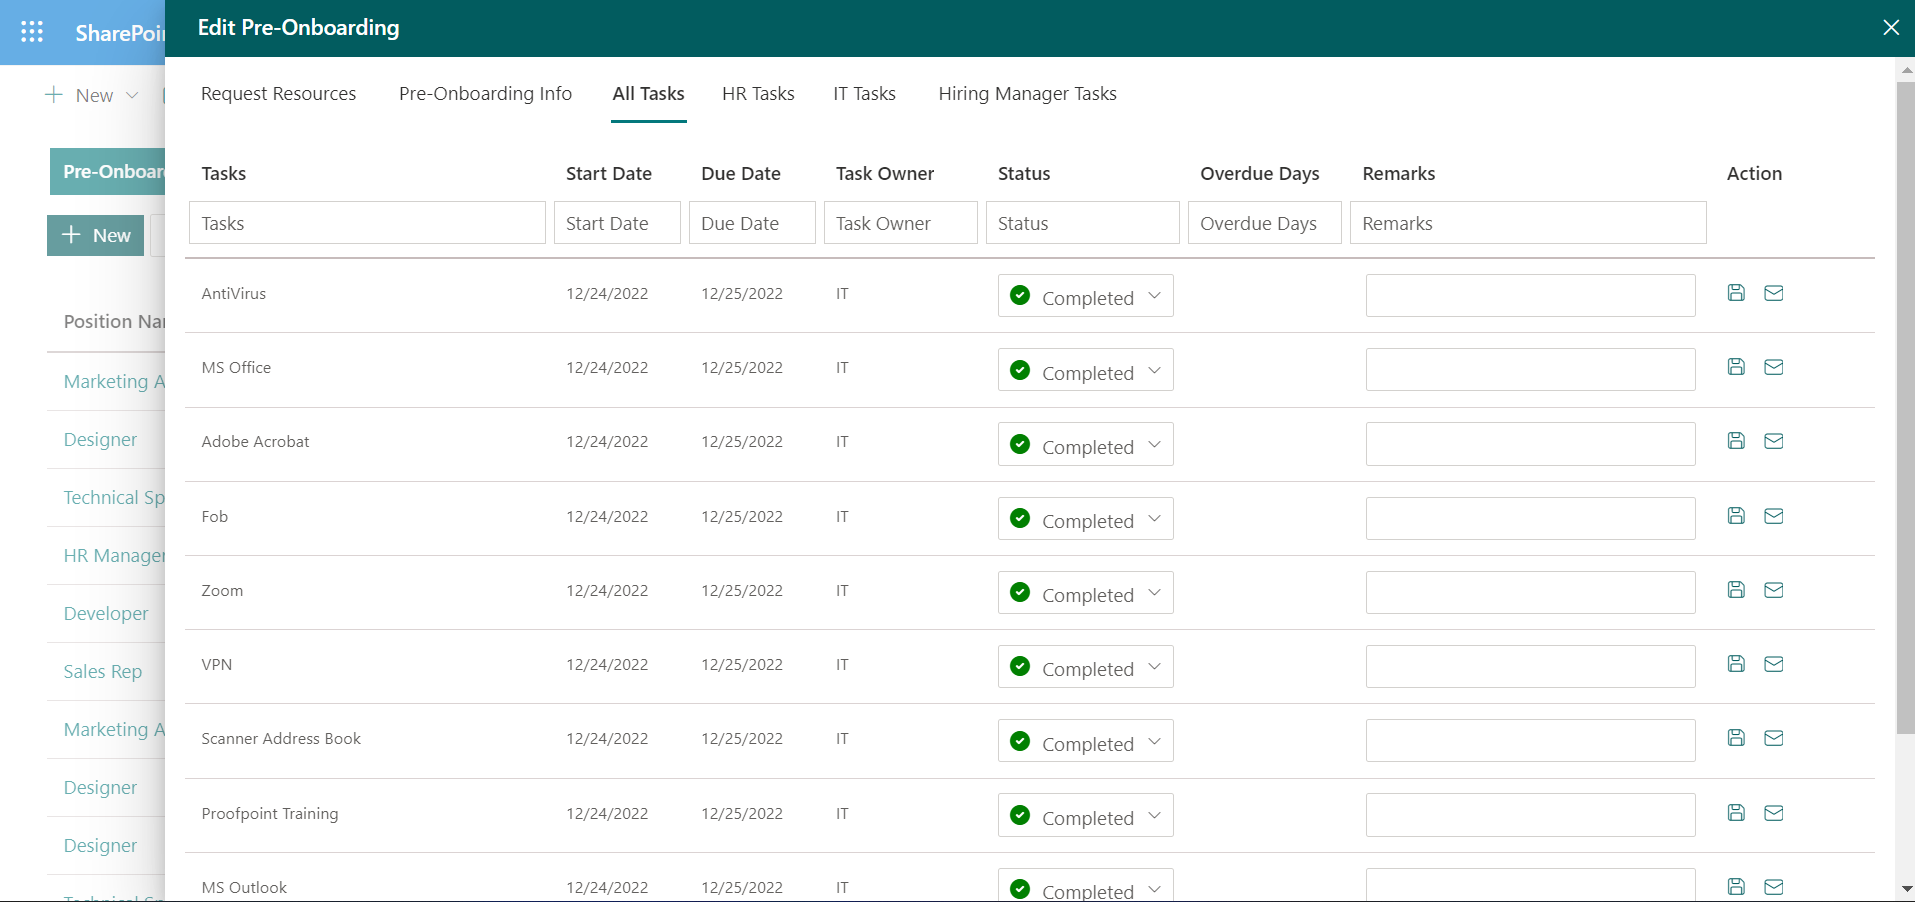 SharePoi
Edit Pre-Onboarding
New
Request Resources Pre-Onboarding Info All Tasks HR Tasks IT Tasks Hiring Manager Tasks
Pre-Onboar
New
Tasks Start Date Due Date Task Owner Status Overdue Days Remarks Action
Tasks Start Date Due Date Task Owner Status Overdue Days Remarks
Position Na
Marketing A
Designer
Technical Sp
HR Manager
Developer
Sales Rep
Marketing A
Designer
Designer
Technical Sp
AntiVirus 12/24/2022 12/25/2022 IT Completed
MS Office 12/24/2022 12/25/2022 IT Completed
Adobe Acrobat 12/24/2022 12/25/2022 IT Completed
Fob 12/24/2022 12/25/2022 IT Completed
Zoom 12/24/2022 12/25/2022 IT Completed
VPN 12/24/2022 12/25/2022 IT Completed
Scanner Address Book 12/24/2022 12/25/2022 IT Completed
Proofpoint Training 12/24/2022 12/25/2022 IT Completed
MS Outlook 12/24/2022 12/25/2022 IT Completed